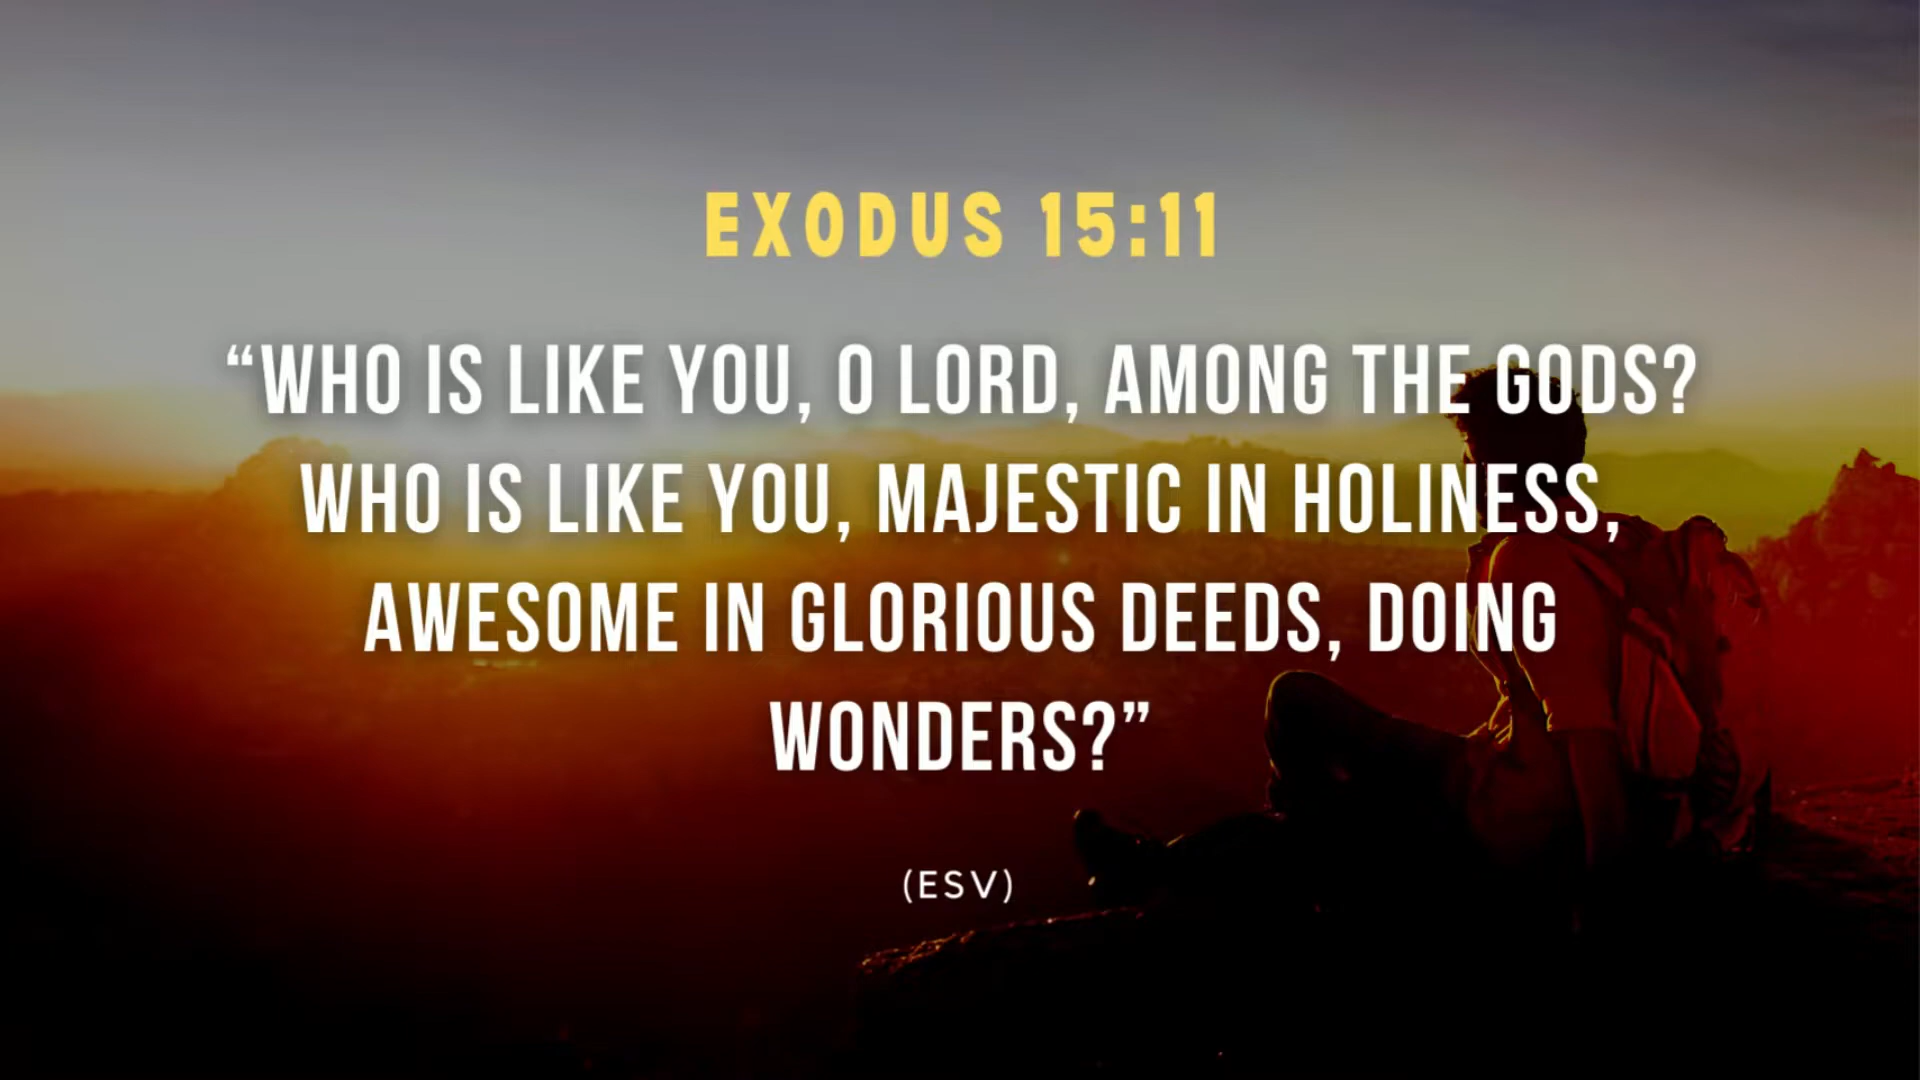 EXODUS 15:11
“WHO IS LIKE YOU, O LORD, AMONG THE GODS?
WHO IS LIKE YOU, MAJESTIC IN HOLINESS,
AWESOME IN GLORIOUS DEEDS, DOING
WONDERS?”
(ESV)